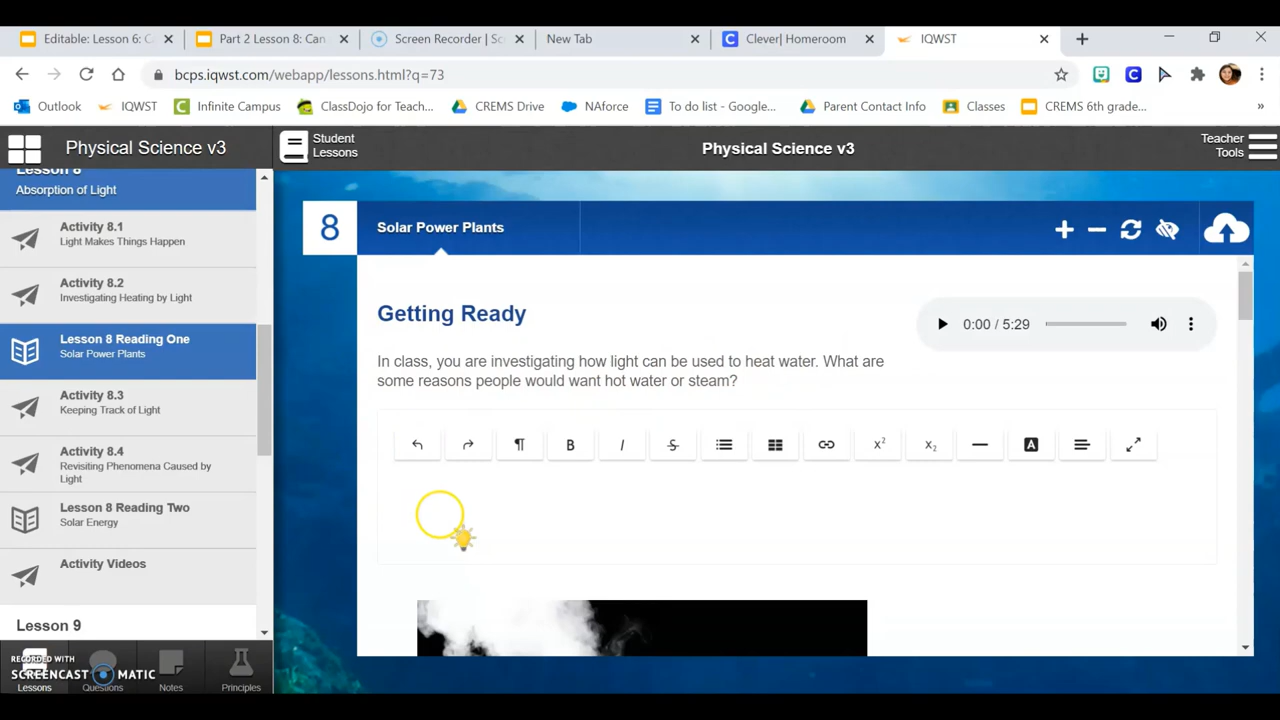 Editable: Lesson 6: C
Part 2 Lesson 8: Can
Screen Recorder | Sc
New Tab
Clever| Homeroom
IQWST
bcps.iqwst.com/webapp/lessons.html?q=73
Outlook
IQWST
Infinite Campus
ClassDojo for Teach...
CREMS Drive
NAforce
To do list - Google...
Parent Contact Info
Classes
CREMS 6th grade...
»
Physical Science v3
Student
Lessons
Physical Science v3
Teacher
Tools
Lesson 8
Absorption of Light
Activity 8.1
Light Makes Things Happen
Activity 8.2
Investigating Heating by Light
Lesson 8 Reading One
Solar Power Plants
Activity 8.3
Keeping Track of Light
Activity 8.4
Revisiting Phenomena Caused by
Light
Lesson 8 Reading Two
Solar Energy
Activity Videos
Lesson 9
Lessons
Questions
Notes
Principles
RECORDED WITH
SCREENCAST MATIC
8
Solar Power Plants
Getting Ready
0:00 / 5:29
In class, you are investigating how light can be used to heat water. What are
some reasons people would want hot water or steam?
¶
B
I
S
x²
x₂
A